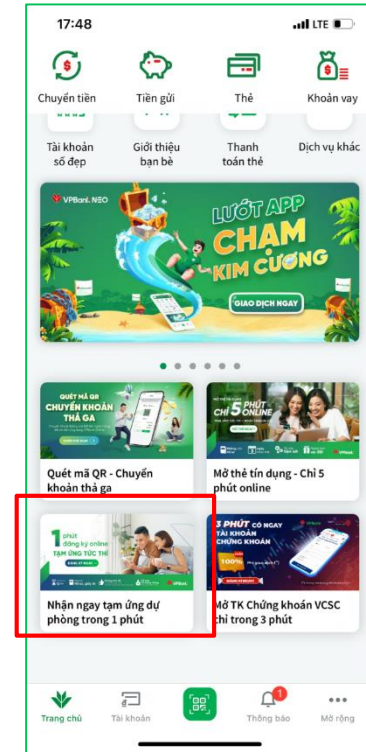 17:48
LTE
Chuyển tiền
Tiền gửi
Thẻ
Khoản vay
Tài khoản
số đẹp
Giới thiệu
bạn bè
Thanh
toán thẻ
Dịch vụ khác
VPBank NEO
LƯỚT APP
CHẠM
KIM CƯƠNG
GIAO DỊCH NGAY
QUÉT MÃ QR
CHUYỂN KHOẢN
THẢ GA
Quét mã QR - Chuyển
khoản thả ga
CHỈ 5 PHÚT
ONLINE
Mở thẻ tín dụng - Chỉ 5
phút online
1 phút
đăng ký online
TẠM ỨNG TỨC THÌ
VPBank
Nhận ngay tạm ứng dự
phòng trong 1 phút
3 PHÚT CÓ NGAY
TÀI KHOẢN
CHỨNG KHOÁN
100%
Mở TK Chứng khoán VCSC
chỉ trong 3 phút
Trang chủ
Tài khoản
Thông báo
Mở rộng